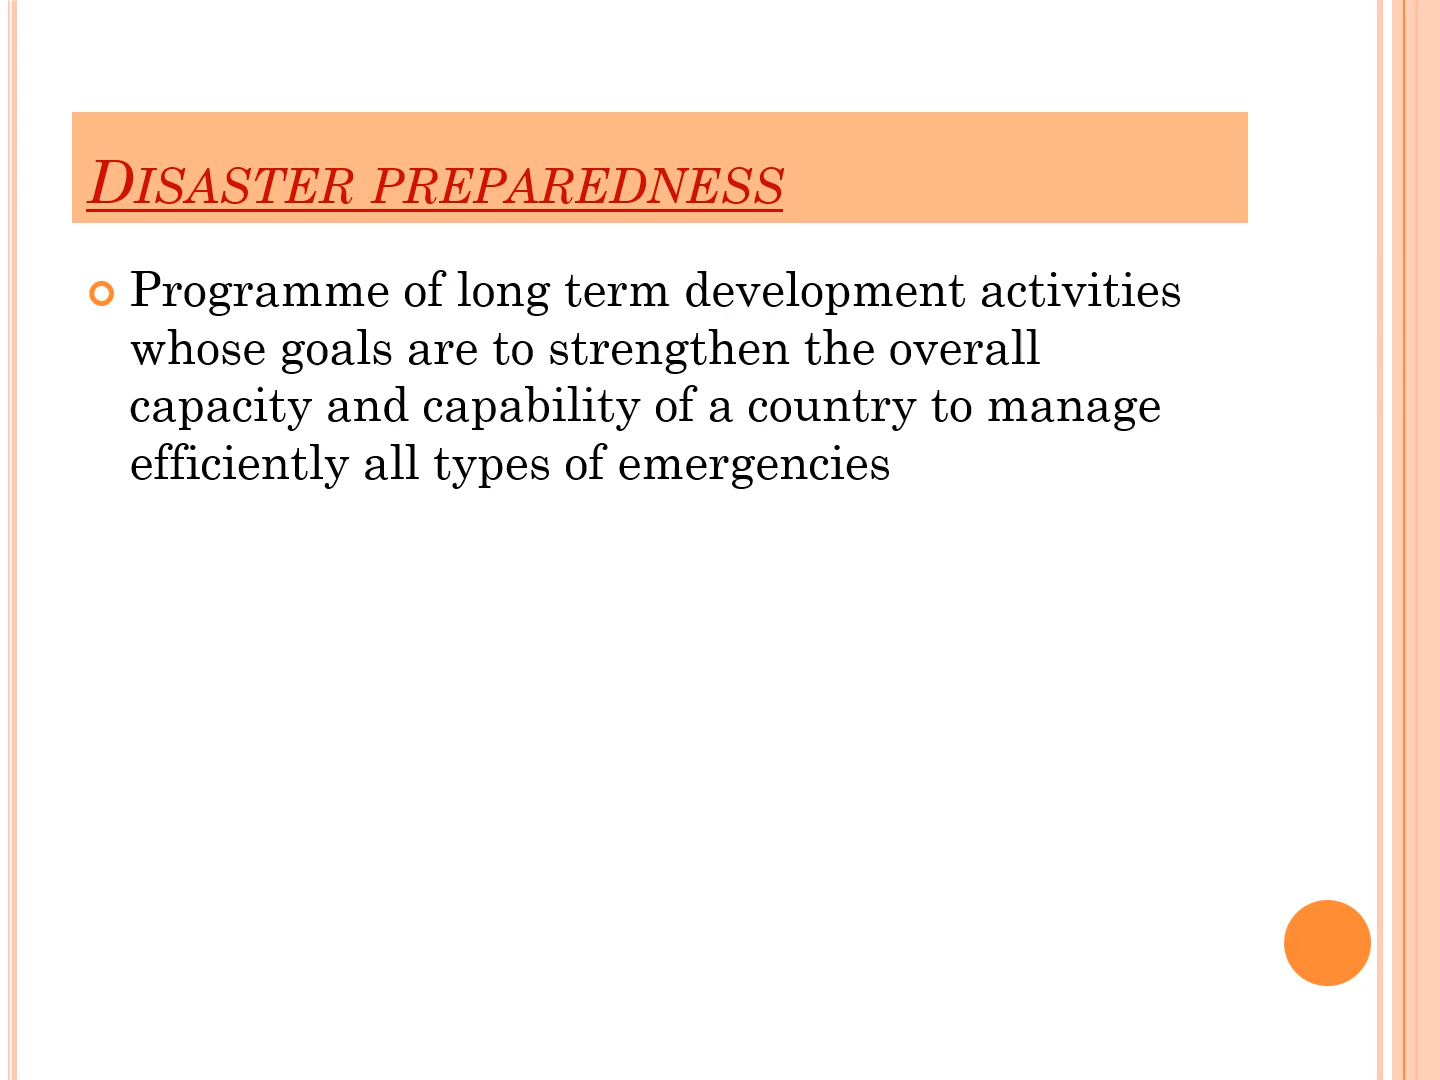 DISASTER PREPAREDNESS
Programme of long term development activities
whose goals are to strengthen the overall
capacity and capability of a country to manage
efficiently all types of emergencies